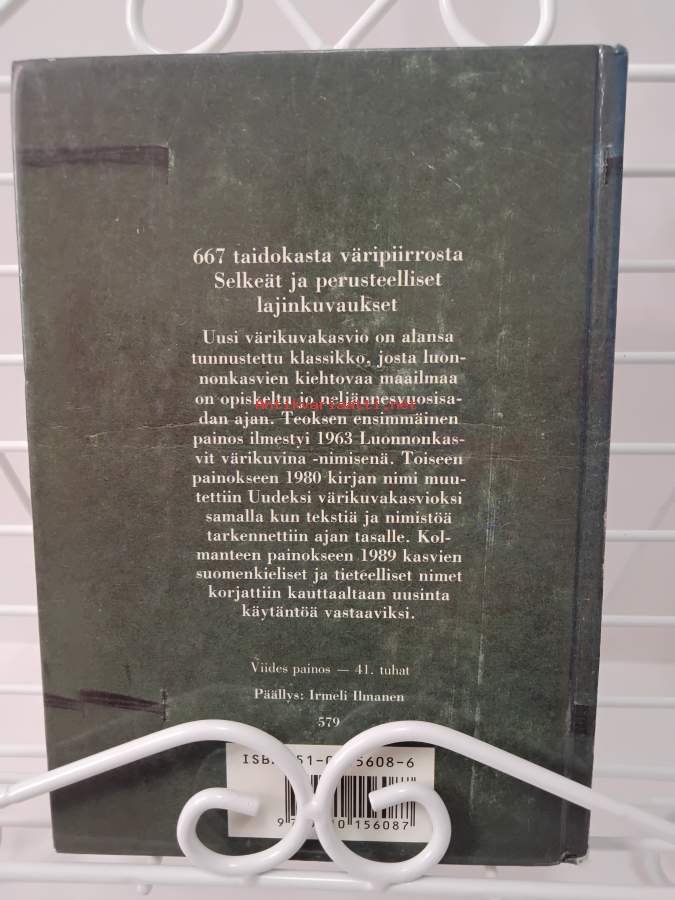 667 taidokasta väripiirrosta
Selkeät ja perusteelliset
lajinkuvaukset
Uusi värikuvakasvio on alansa
tunnustettu klassikko, josta luon-
nonkasvien kiehtovaa maailmaa
on opiskeltu jo neljännesvuosisa-
Antikvariaatti.net
dan ajan. Teoksen ensimmäinen
painos ilmestyi 1963 Luonnonkas-
vit värikuvina -nimisenä. Toiseen
painokseen 1980 kirjan nimi muu-
tettiin Uudeksi värikuvakasvioksi
samalla kun tekstiä ja nimistöä
tarkennettiin ajan tasalle. Kol-
manteen painokseen 1989 kasvien
suomenkieliset ja tieteelliset nimet
korjattiin kauttaaltaan uusinta
käytäntöä vastaaviksi.
Viides painos — 41. tuhat
Päällys: Irmeli Ilmanen
579
5608-6
156087